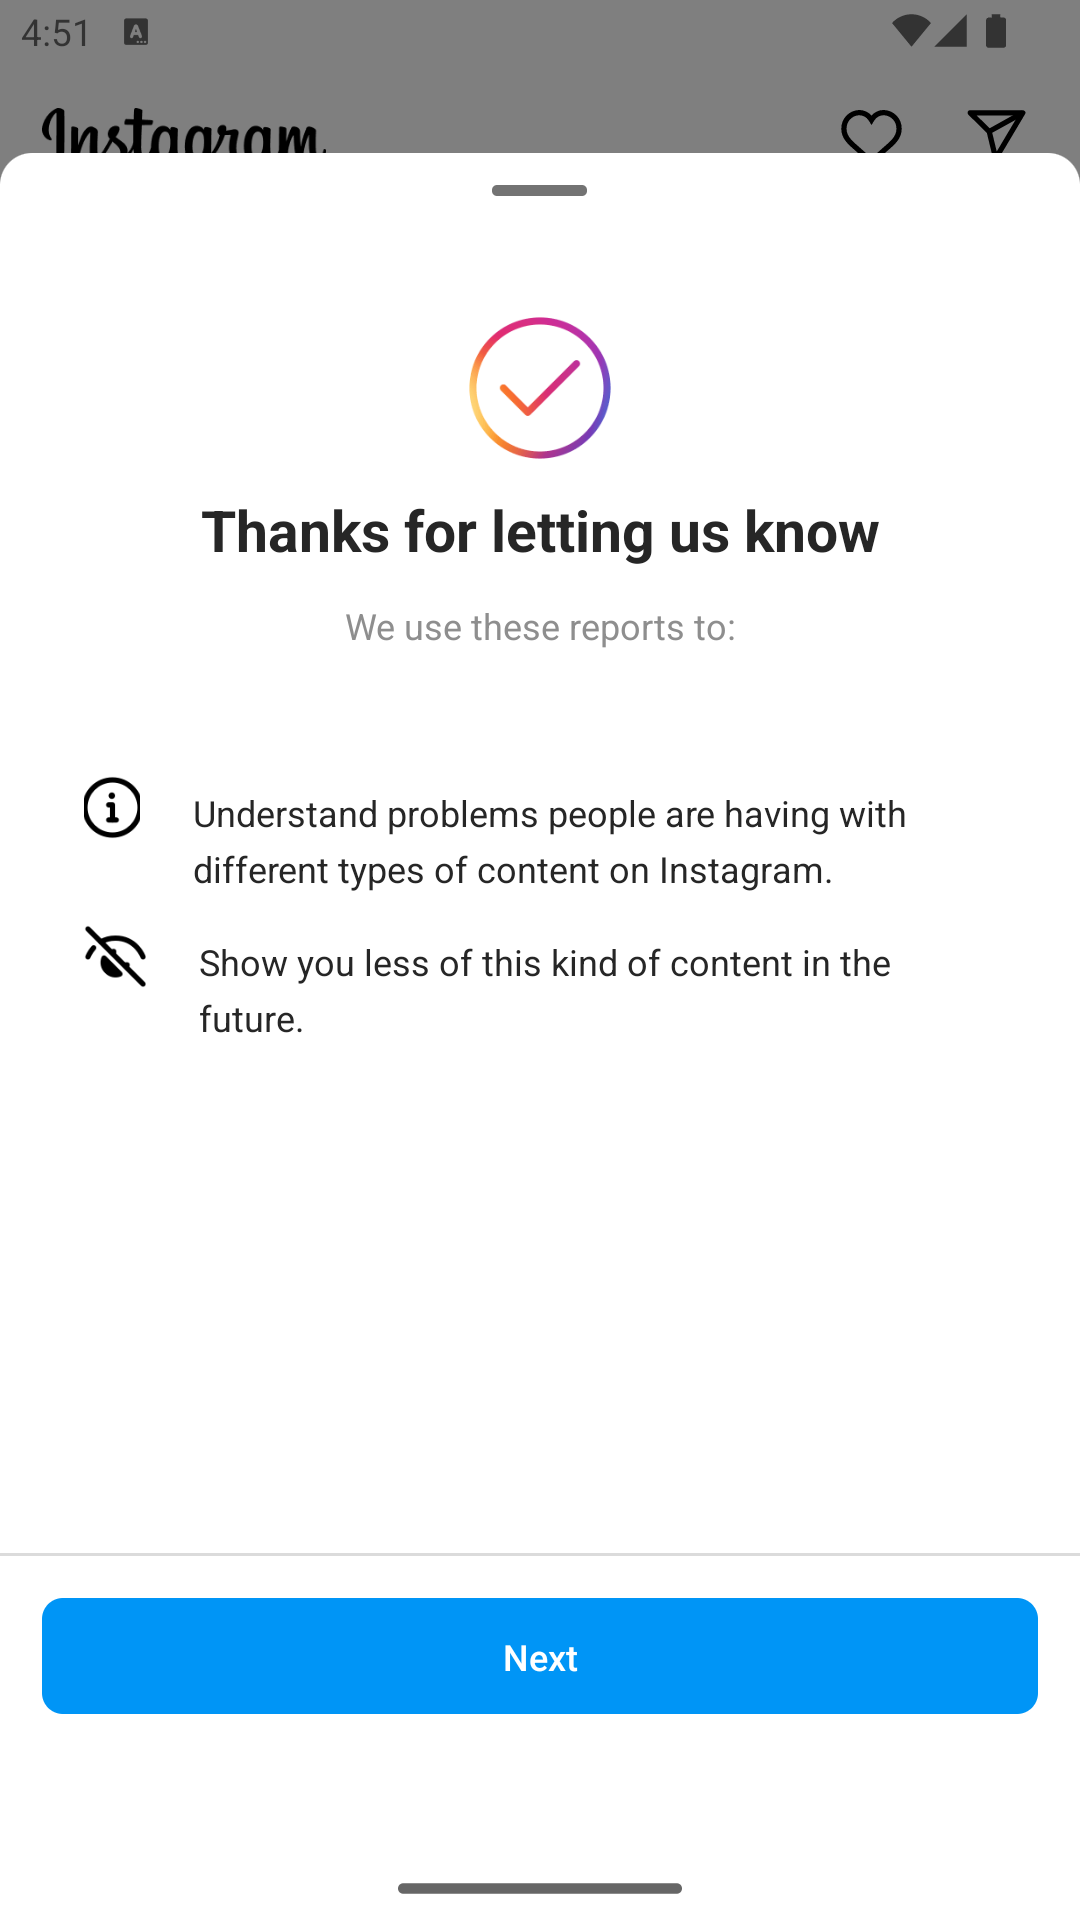 4:51
Instagram
Thanks for letting us know
We use these reports to:
Understand problems people are having with
different types of content on Instagram.
Show you less of this kind of content in the
future.
Next